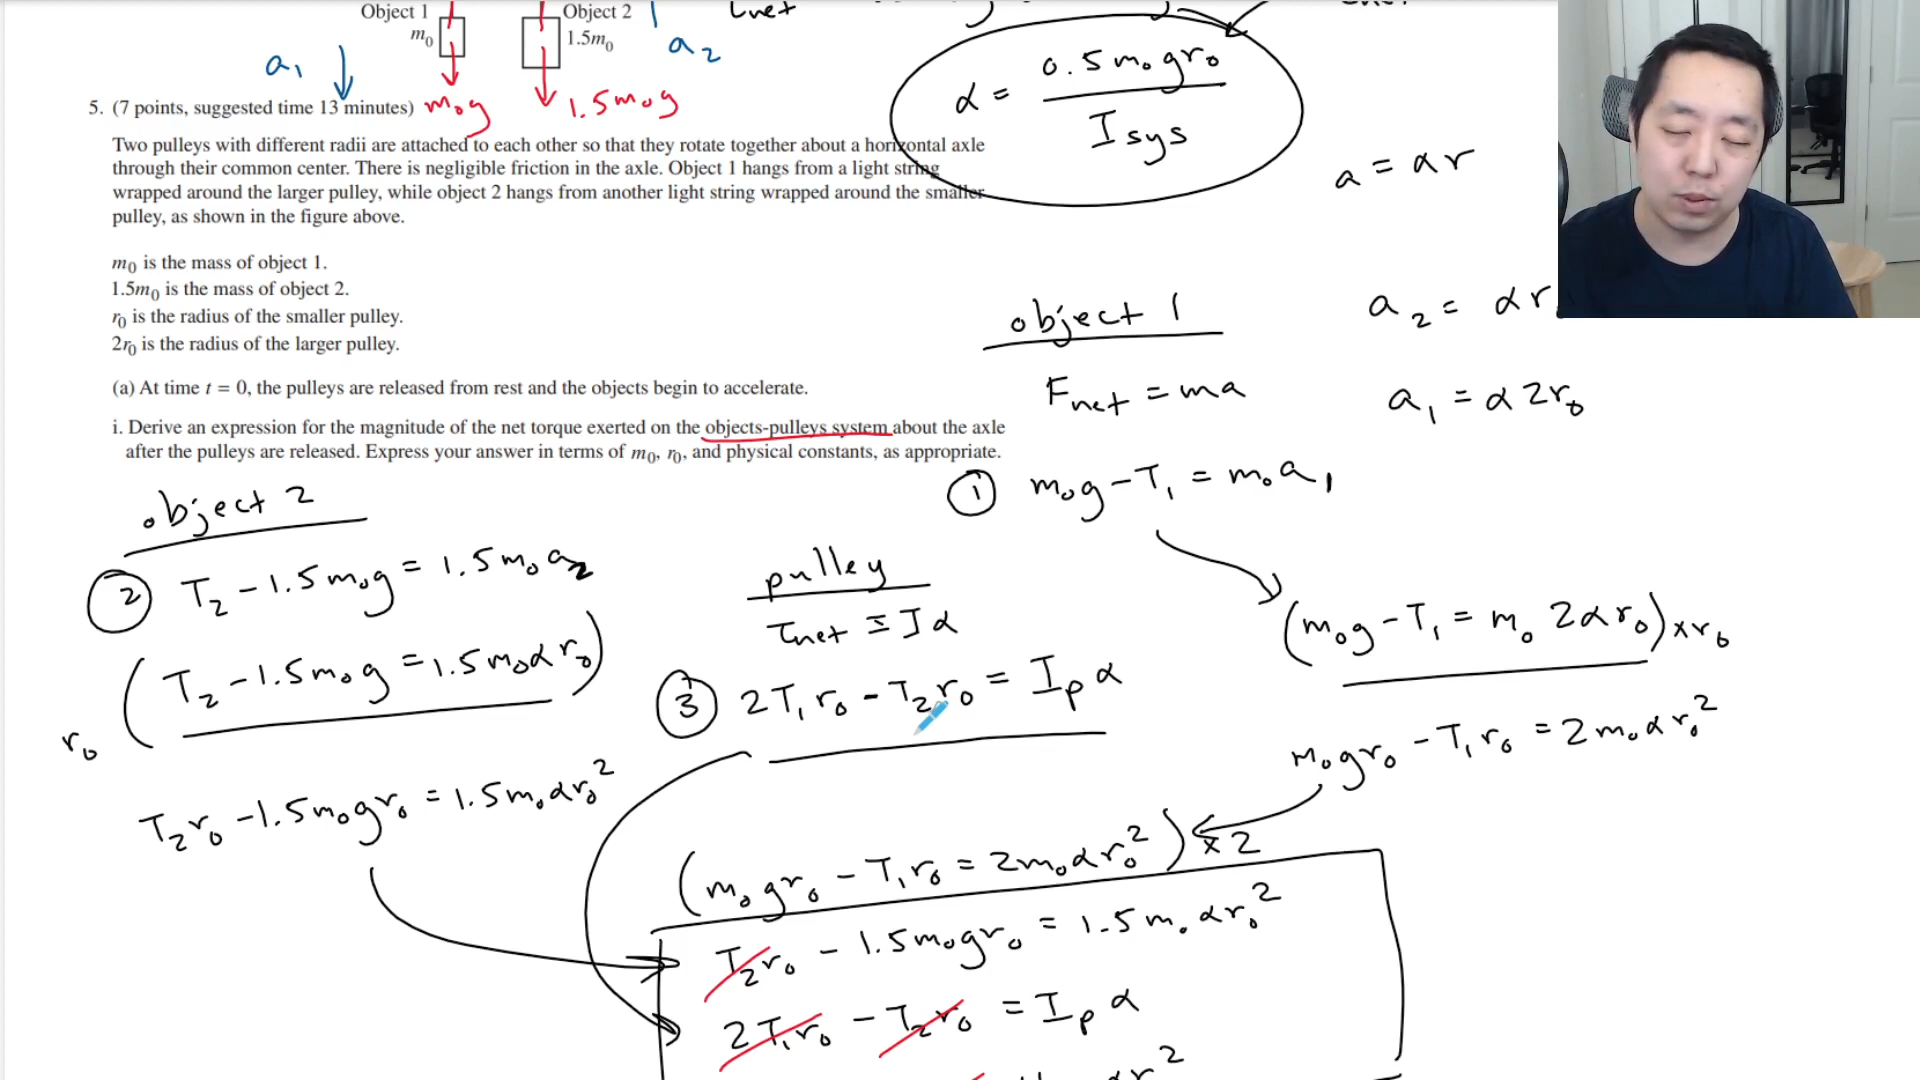 Object 1
m₀
Object 2
1.5m₀
a₁
a₂
τnet
m₀g
1.5m₀g
α = 0.5m₀gr₀ / Isys
a = αr
5. (7 points, suggested time 13 minutes)
Two pulleys with different radii are attached to each other so that they rotate together about a horizontal axle
through their common center. There is negligible friction in the axle. Object 1 hangs from a light string
wrapped around the larger pulley, while object 2 hangs from another light string wrapped around the smaller
pulley, as shown in the figure above.
m₀ is the mass of object 1.
1.5m₀ is the mass of object 2.
r₀ is the radius of the smaller pulley.
2r₀ is the radius of the larger pulley.
(a) At time t = 0, the pulleys are released from rest and the objects begin to accelerate.
i. Derive an expression for the magnitude of the net torque exerted on the objects-pulleys system about the axle
after the pulleys are released. Express your answer in terms of m₀, r₀, and physical constants, as appropriate.
object 1
Fnet = ma
a₂ = αr
a₁ = α2r₀
① m₀g - T₁ = m₀a₁
(m₀g - T₁ = m₀ 2αr₀) × r₀
m₀gr₀ - T₁r₀ = 2m₀αr₀²
object 2
② T₂ - 1.5m₀g = 1.5m₀a₂
r₀ (T₂ - 1.5m₀g = 1.5m₀αr₀)
T₂r₀ - 1.5m₀gr₀ = 1.5m₀αr₀²
pulley
τnet = Iα
③ 2T₁r₀ - T₂r₀ = Ipα
(m₀gr₀ - T₁r₀ = 2m₀αr₀²) × 2
T₂r₀ - 1.5m₀gr₀ = 1.5m₀αr₀²
2T₁r₀ - T₂r₀ = Ipα